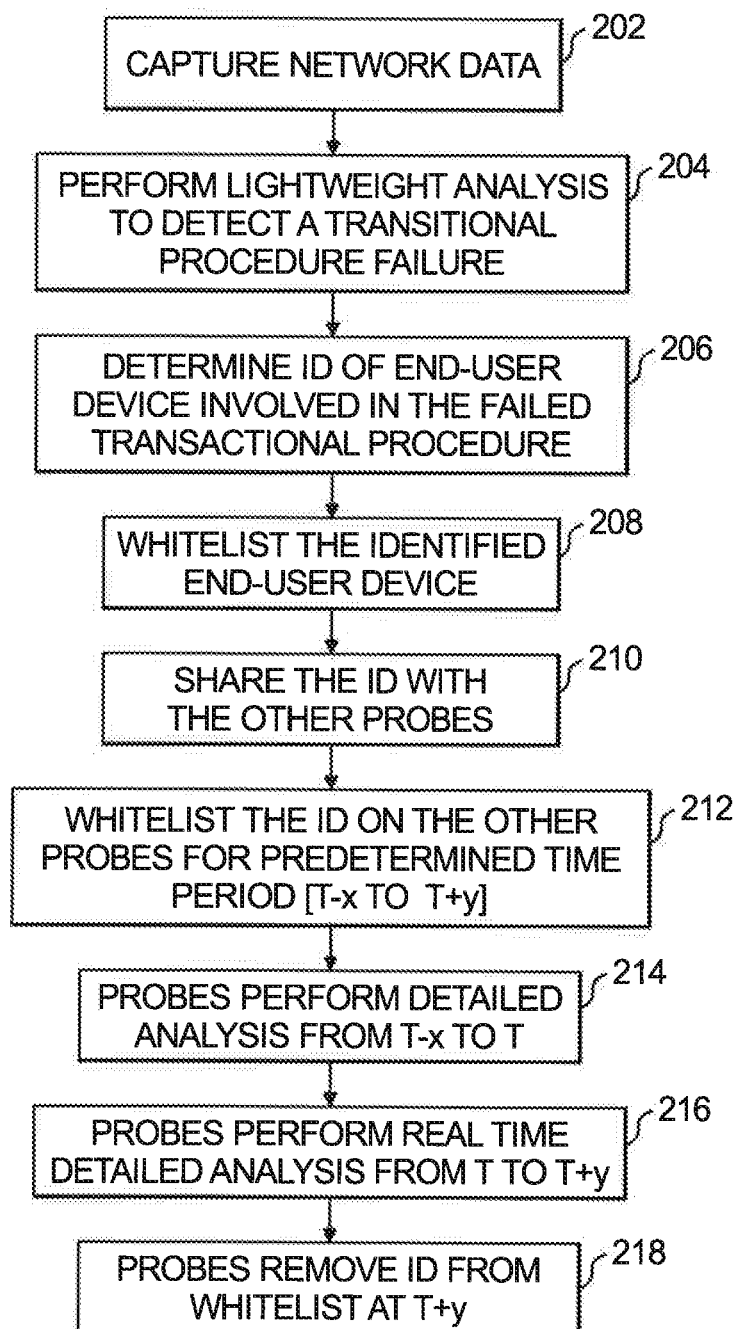 202
CAPTURE NETWORK DATA
204
PERFORM LIGHTWEIGHT ANALYSIS
TO DETECT A TRANSITIONAL
PROCEDURE FAILURE
206
DETERMINE ID OF END-USER
DEVICE INVOLVED IN THE FAILED
TRANSACTIONAL PROCEDURE
208
WHITELIST THE IDENTIFIED
END-USER DEVICE
210
SHARE THE ID WITH
THE OTHER PROBES
212
WHITELIST THE ID ON THE OTHER
PROBES FOR PREDETERMINED TIME
PERIOD [T-x TO T+y]
214
PROBES PERFORM DETAILED
ANALYSIS FROM T-x TO T
216
PROBES PERFORM REAL TIME
DETAILED ANALYSIS FROM T TO T+y
218
PROBES REMOVE ID FROM
WHITELIST AT T+y